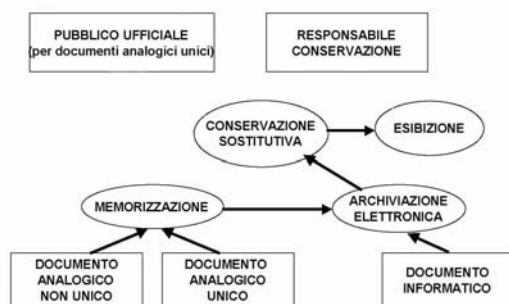 PUBBLICO UFFICIALE
(per documenti analogici unici)
RESPONSABILE
CONSERVAZIONE
CONSERVAZIONE
SOSTITUTIVA
ESIBIZIONE
MEMORIZZAZIONE
ARCHIVIAZIONE
ELETTRONICA
DOCUMENTO
ANALOGICO
NON UNICO
DOCUMENTO
ANALOGICO
UNICO
DOCUMENTO
INFORMATICO